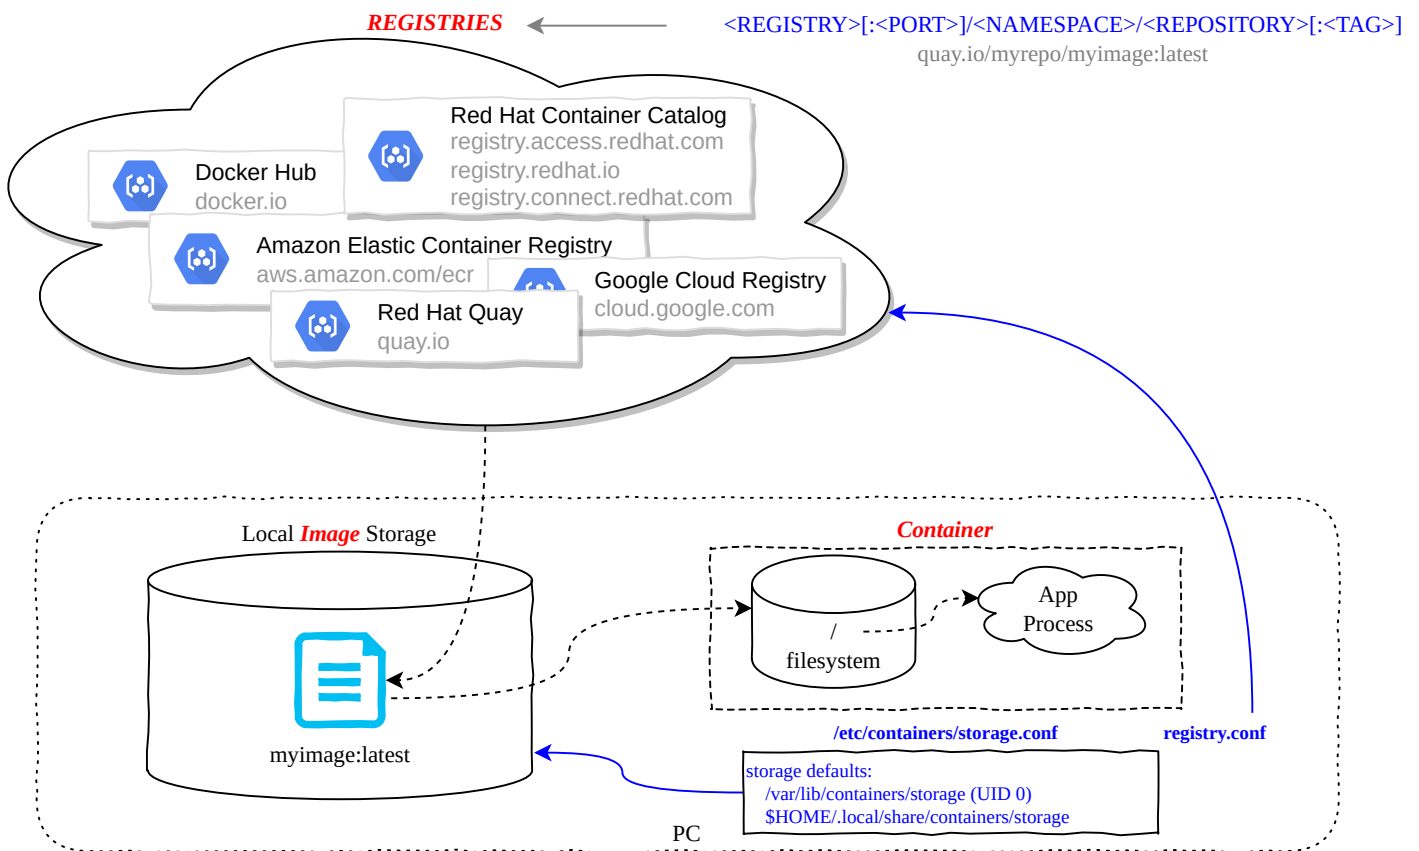 REGISTRIES
<REGISTRY>[:<PORT>]/<NAMESPACE>/<REPOSITORY>[:<TAG>]
quay.io/myrepo/myimage:latest
Red Hat Container Catalog
registry.access.redhat.com
registry.redhat.io
registry.connect.redhat.com
Docker Hub
docker.io
Amazon Elastic Container Registry
aws.amazon.com/ecr
Google Cloud Registry
cloud.google.com
Red Hat Quay
quay.io
Local Image Storage
myimage:latest
Container
/
filesystem
App
Process
/etc/containers/storage.conf
registry.conf
storage defaults:
/var/lib/containers/storage (UID 0)
$HOME/.local/share/containers/storage
PC